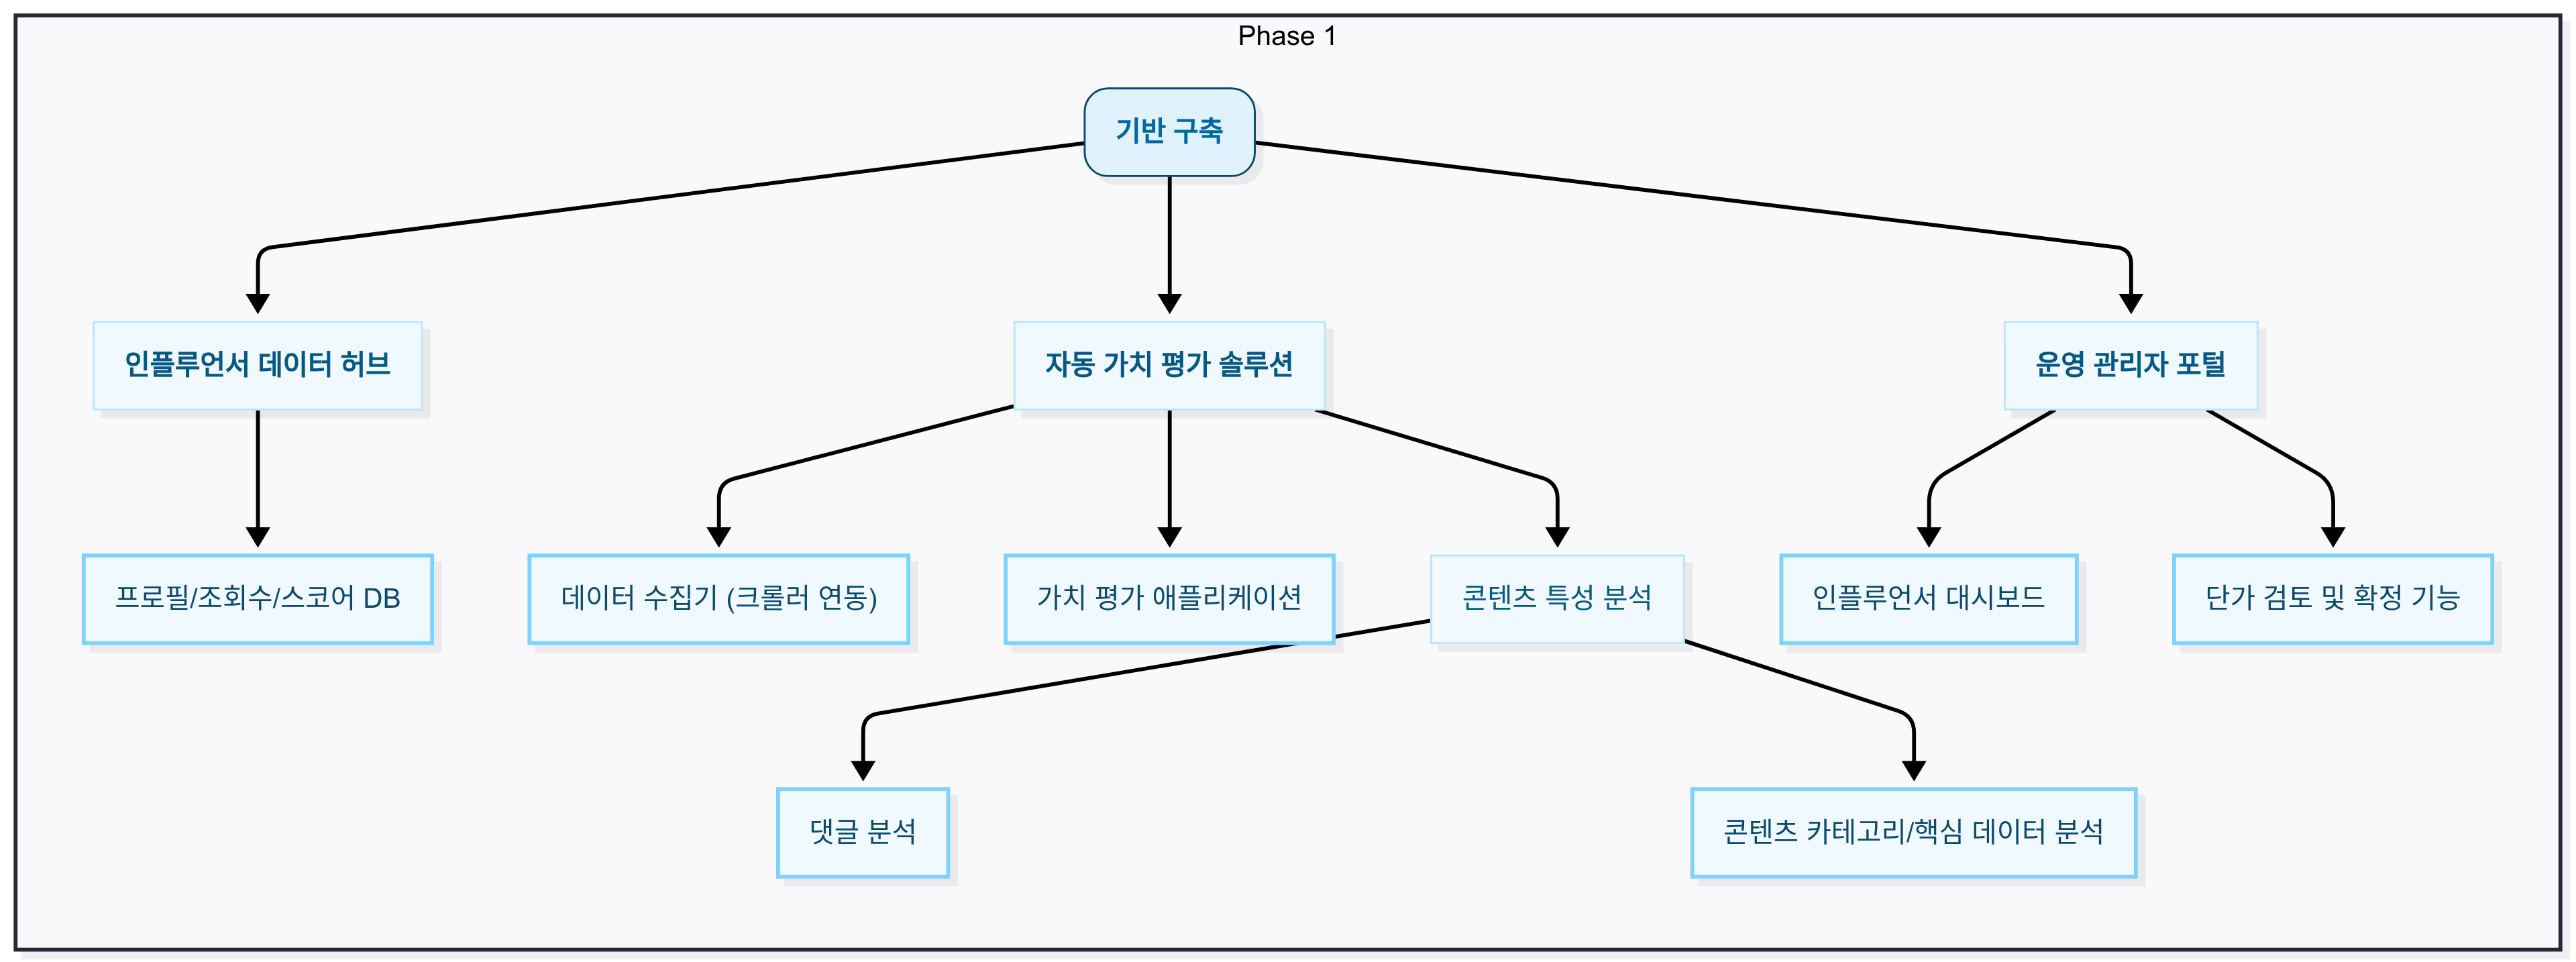 Phase 1
기반 구축
인플루언서 데이터 허브
자동 가치 평가 솔루션
운영 관리자 포털
프로필/조회수/스코어 DB
데이터 수집기 (크롤러 연동)
가치 평가 애플리케이션
콘텐츠 특성 분석
인플루언서 대시보드
단가 검토 및 확정 기능
댓글 분석
콘텐츠 카테고리/핵심 데이터 분석